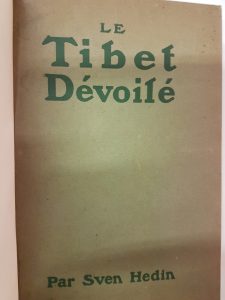 LE
Tibet
Dévoilé
Par Sven Hedin